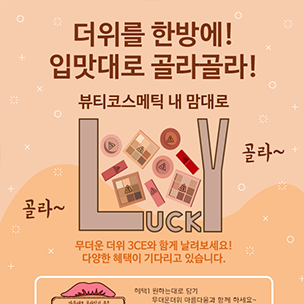 더위를 한방에!
입맛대로 골라골라!
뷰티코스메틱 내 맘대로
골라~
LUCKY
골라~
무더운 더위 3CE와 함게 날려보세요!
다양한 혜택이 기다리고 있습니다.
혜택1 원하는대로 담기
무더운더위 아름다움과 함께 하세요~